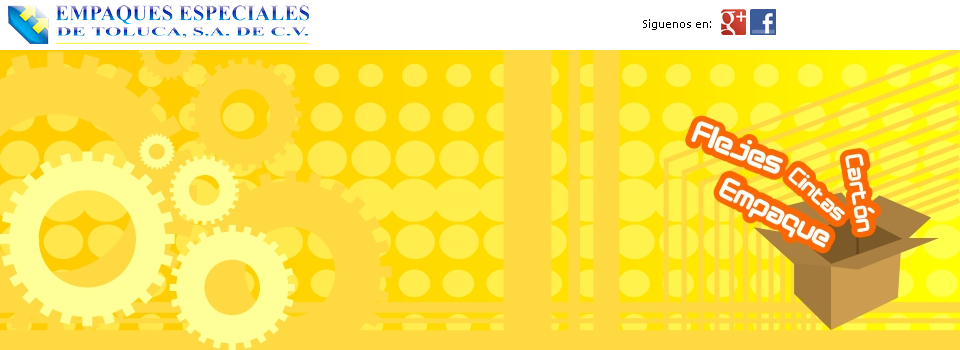 EMPAQUES ESPECIALES
DE TOLUCA, S.A. DE C.V.
Siguenos en:
g+
f
Flejes
Cintas
Cartón
Empaque